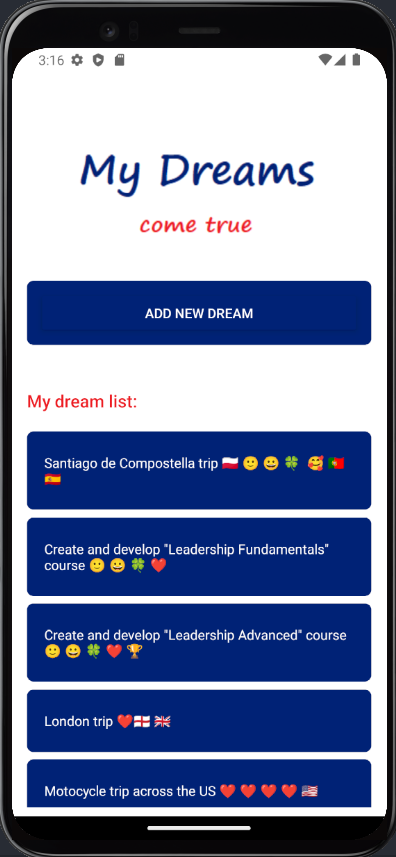 3:16
My Dreams
come true
ADD NEW DREAM
My dream list:
Santiago de Compostella trip 🇵🇱 🙂 😀 🍀 🥰 🇵🇹
🇪🇸
Create and develop "Leadership Fundamentals"
course 🙂 😀 🍀 ❤️
Create and develop "Leadership Advanced" course
🙂 😀 🍀 ❤️ 🏆
London trip ❤️🏴󠁧󠁢󠁥󠁮󠁧󠁿 🇬🇧
Motocycle trip across the US ❤️ ❤️ ❤️ ❤️ 🇺🇸